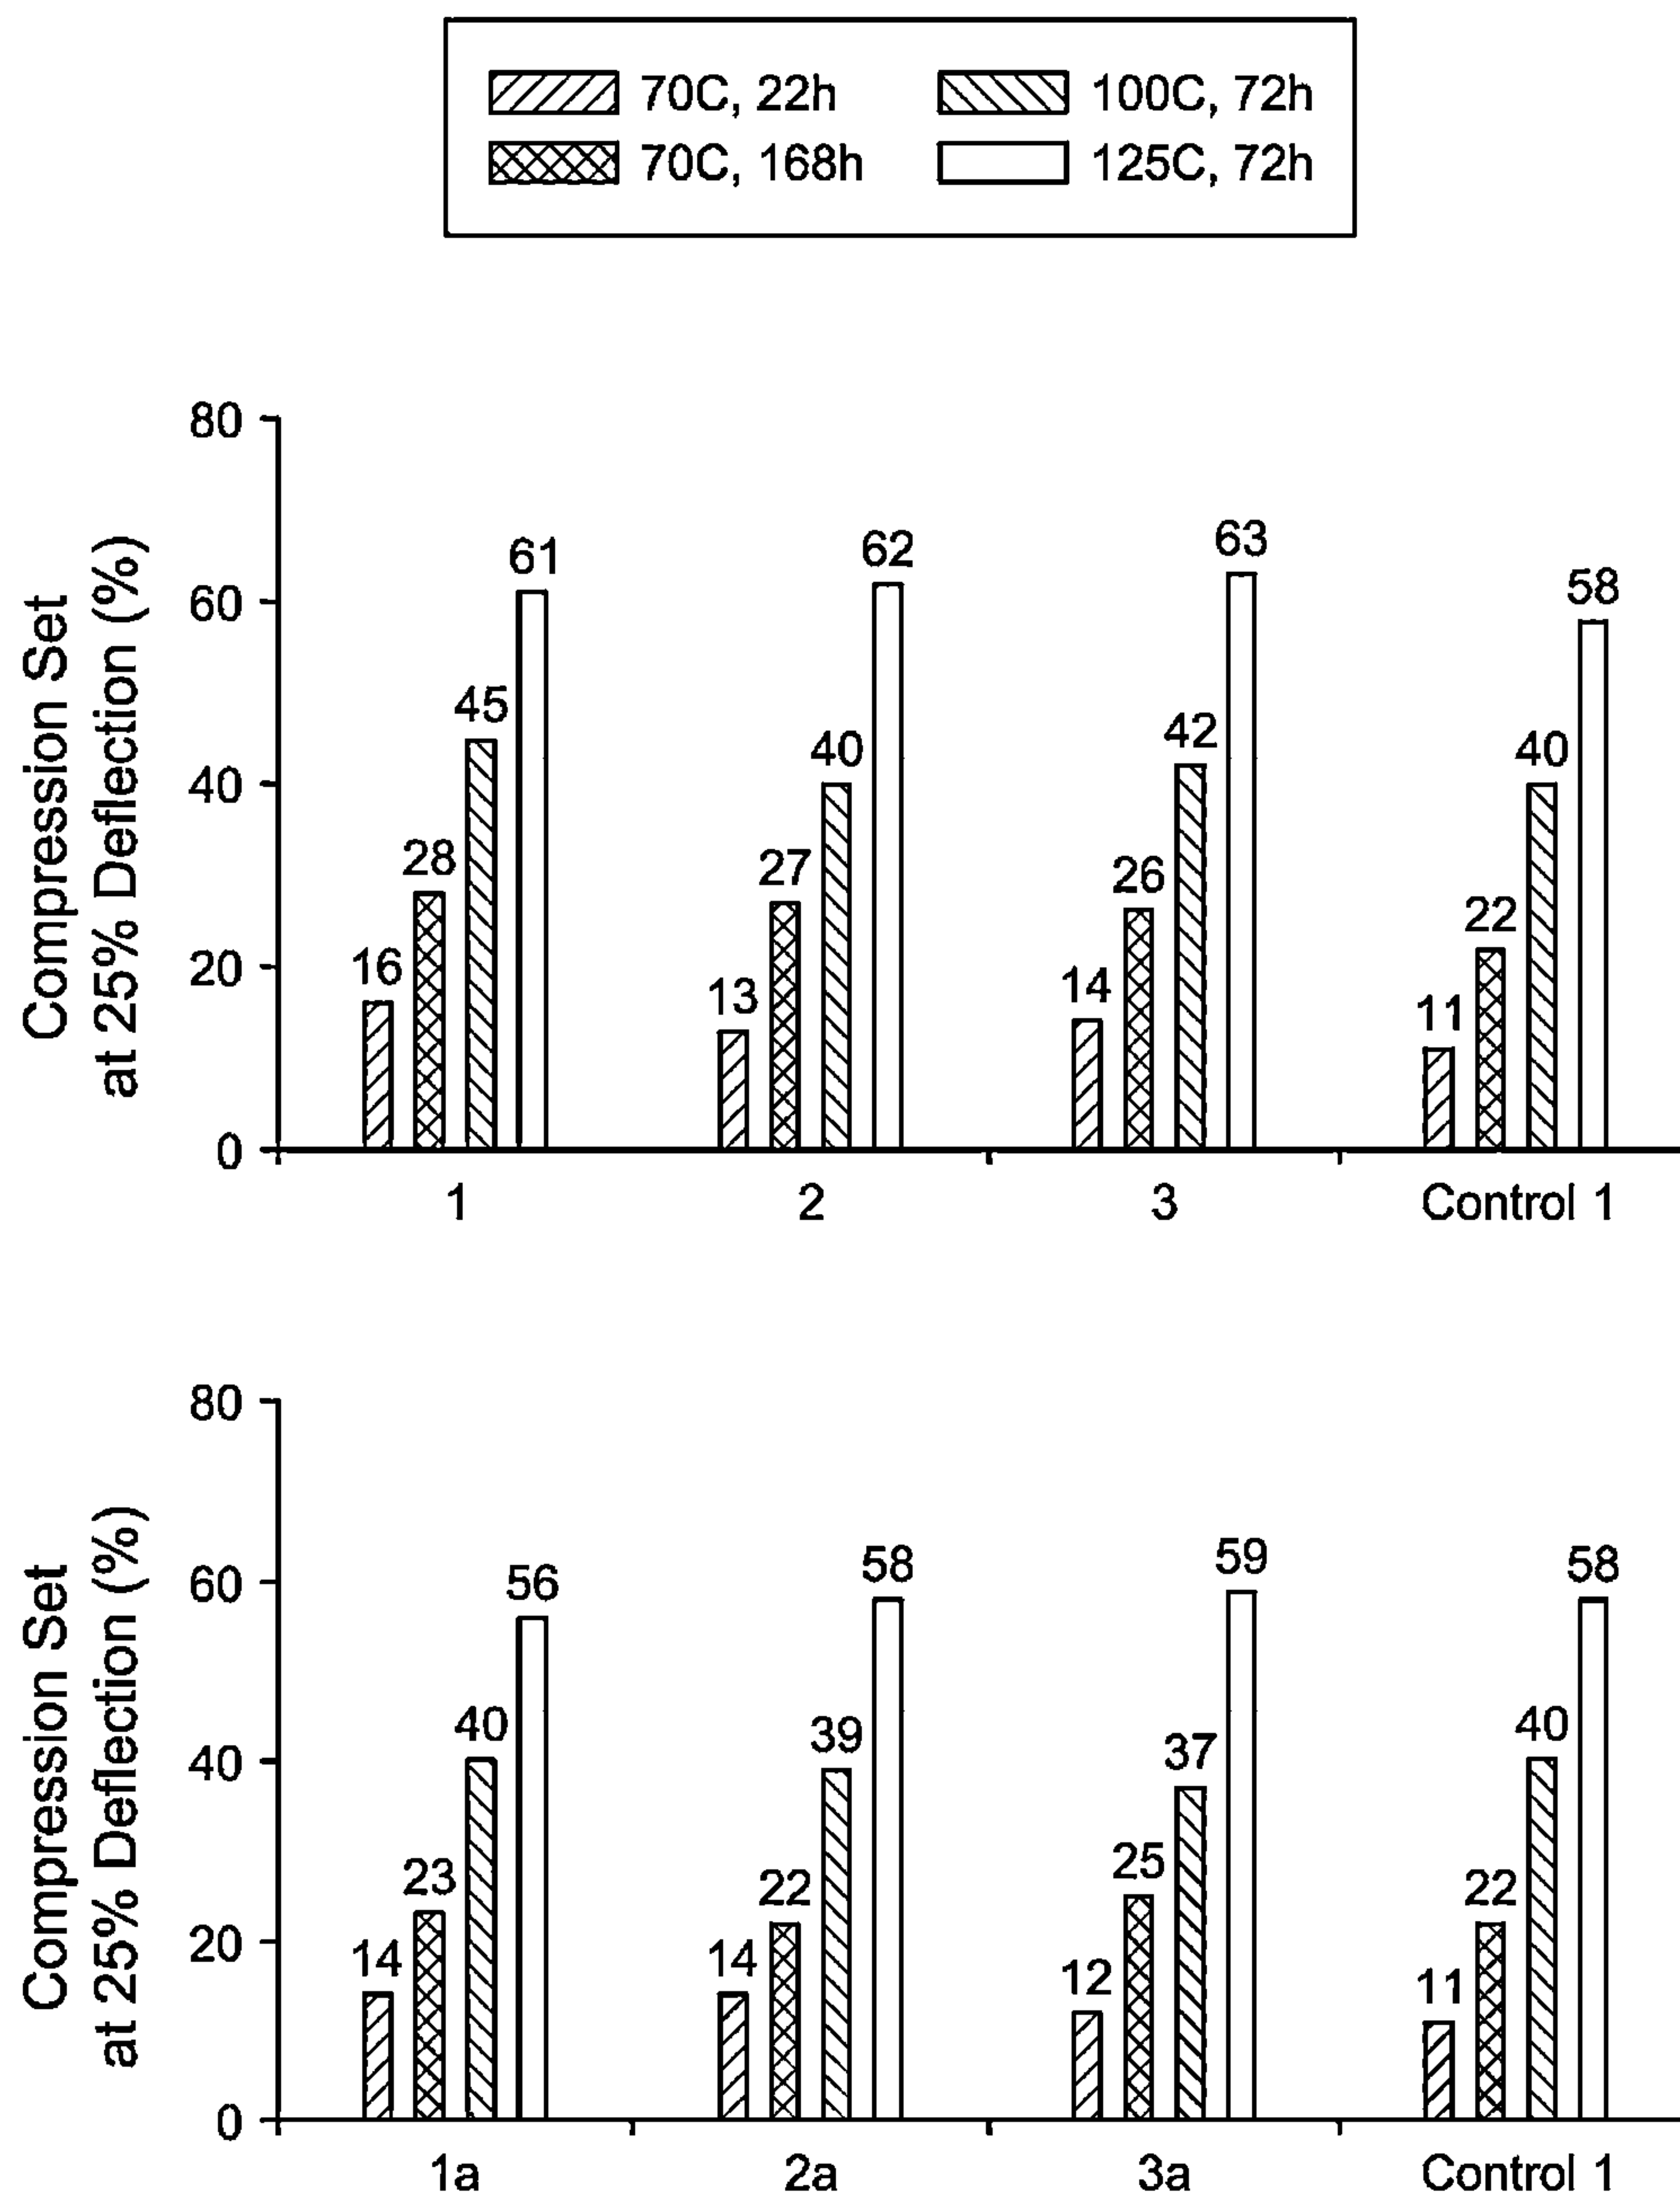 70C, 22h 100C, 72h
70C, 168h 125C, 72h
Compression Set
at 25% Deflection (%)
80
60
40
20
0
16 28 45 61
13 27 40 62
14 26 42 63
11 22 40 58
1 2 3 Control 1
Compression Set
at 25% Deflection (%)
80
60
40
20
0
14 23 40 56
14 22 39 58
12 25 37 59
11 22 40 58
1a 2a 3a Control 1